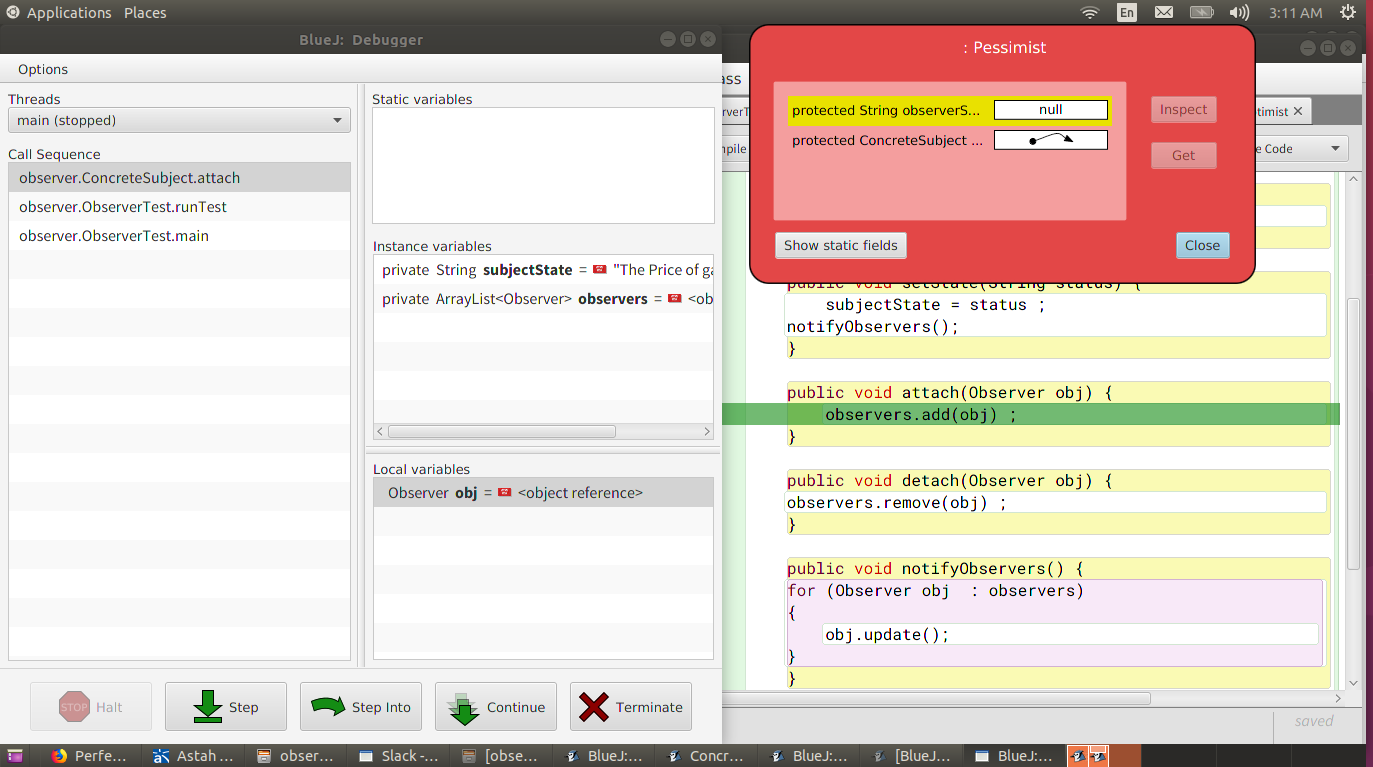 Applications Places
En
3:11 AM
BlueJ: Debugger
Options
Threads
main (stopped)
Call Sequence
observer.ConcreteSubject.attach
observer.ObserverTest.runTest
observer.ObserverTest.main
Static variables
Instance variables
private String subjectState = "The Price of ga
private ArrayList<Observer> observers = <ob
Local variables
Observer obj = <object reference>
STOP Halt
Step
Step Into
Continue
Terminate
: Pessimist
protected String observerS... null
protected ConcreteSubject ...
Inspect
Get
Show static fields
Close
ass
rverT
timist
npile
e Code
public void setState(String status) {
subjectState = status ;
notifyObservers();
}
public void attach(Observer obj) {
observers.add(obj) ;
}
public void detach(Observer obj) {
observers.remove(obj) ;
}
public void notifyObservers() {
for (Observer obj : observers)
{
obj.update();
}
}
saved
Perfe...
Astah ...
obser...
Slack -...
[obse...
BlueJ:...
Concr...
BlueJ:...
[BlueJ...
BlueJ:...